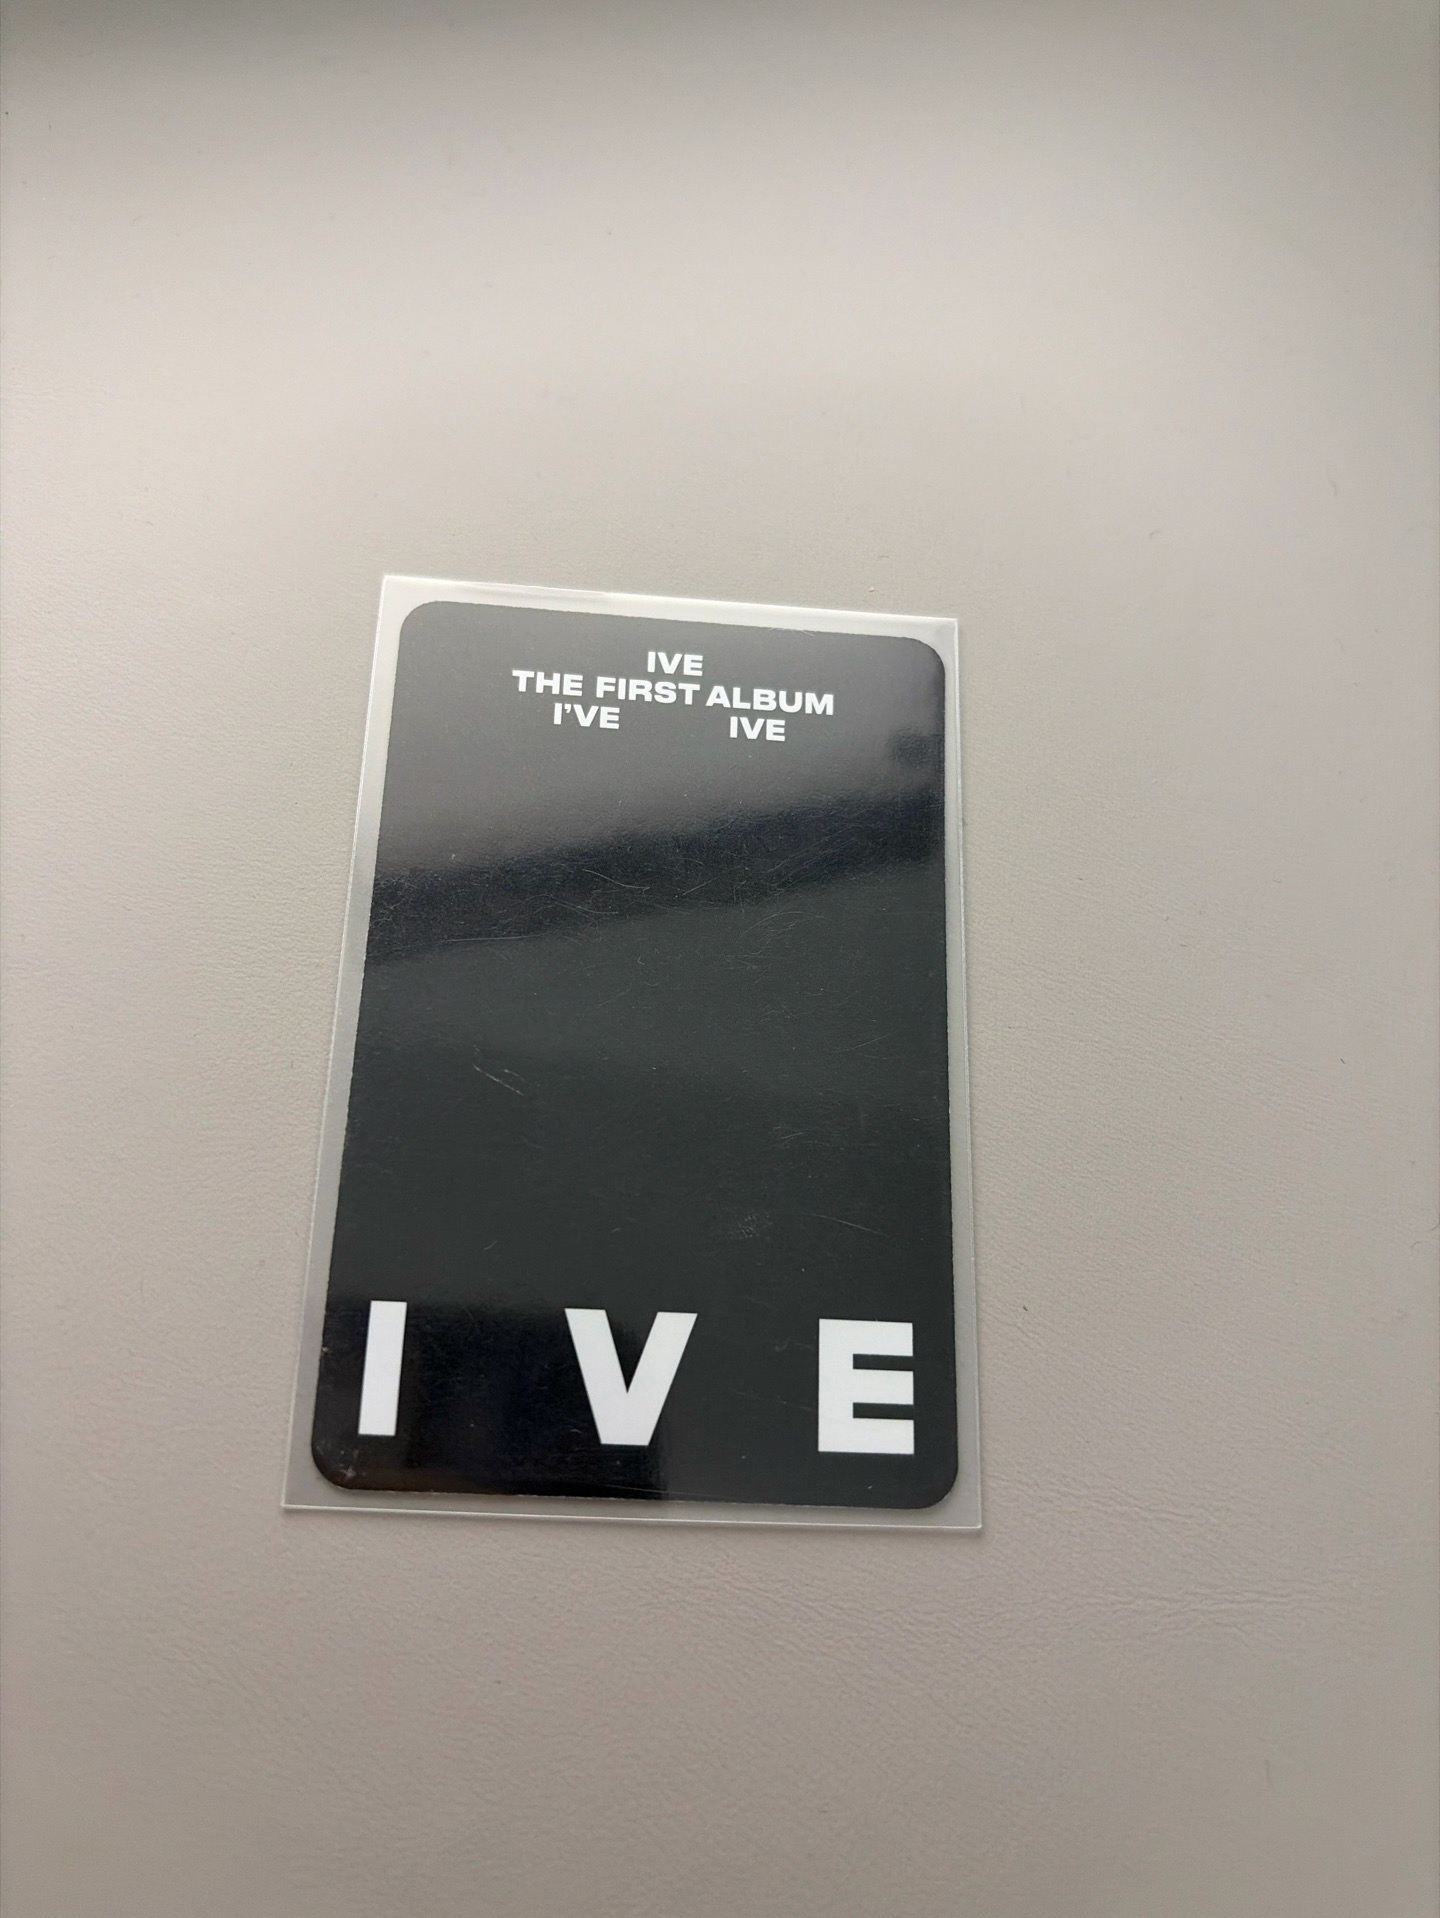 IVE
THE FIRST ALBUM
I'VE IVE
I V E